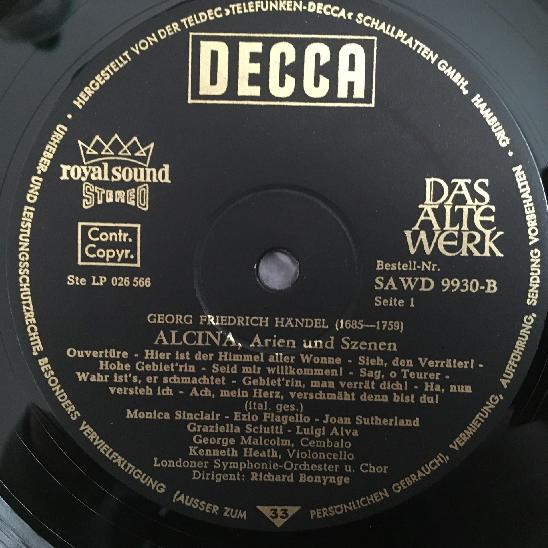 · HERGESTELLT VON DER TELDEC »TELEFUNKEN-DECCA« SCHALLPLATTEN GMBH., HAMBURG ·
DECCA
royal sound
STEREO
Contr.
Copyr.
Ste LP 026 566
DAS
ALTE
WERK
Bestell-Nr.
SAWD 9930-B
Seite 1
GEORG FRIEDRICH HÄNDEL (1685—1759)
ALCINA, Arien und Szenen
Ouvertüre - Hier ist der Himmel aller Wonne - Sieh, den Verräter! -
Hohe Gebiet'rin - Seid mir willkommen! - Sag, o Teurer -
Wahr ist's, er schmachtet - Gebiet'rin, man verrät dich! - Ha, nun
versteh ich - Ach, mein Herz, verschmäht denn bist du!
(ital. ges.)
Monica Sinclair - Ezio Flagello - Joan Sutherland
Graziella Sciutti - Luigi Alva
George Malcolm, Cembalo
Kenneth Heath, Violoncello
Londoner Symphonie-Orchester u. Chor
Dirigent: Richard Bonynge
33
URHEBER- UND LEISTUNGSSCHUTZRECHTE, BESONDERS VERVIELFÄLTIGUNG (AUSSER ZUM PERSÖNLICHEN GEBRAUCH), VERMIETUNG, AUFFÜHRUNG, SENDUNG VORBEHALTEN